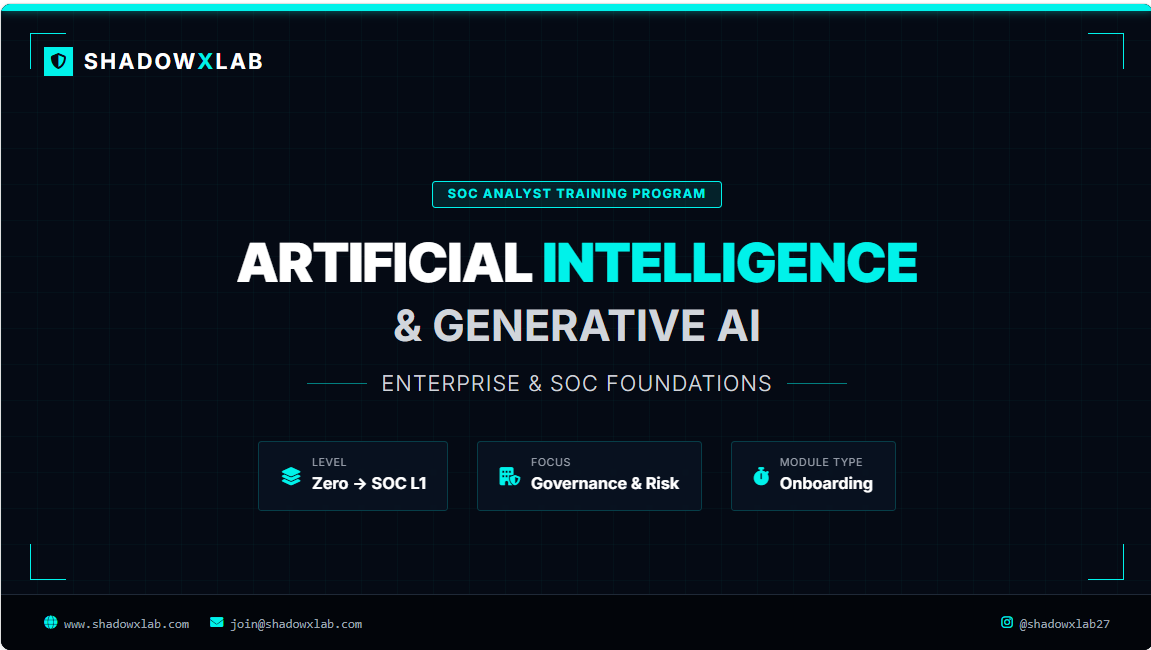 SHADOWXLAB
SOC ANALYST TRAINING PROGRAM
ARTIFICIAL INTELLIGENCE
& GENERATIVE AI
ENTERPRISE & SOC FOUNDATIONS
LEVEL
Zero → SOC L1
FOCUS
Governance & Risk
MODULE TYPE
Onboarding
www.shadowxlab.com
join@shadowxlab.com
@shadowxlab27